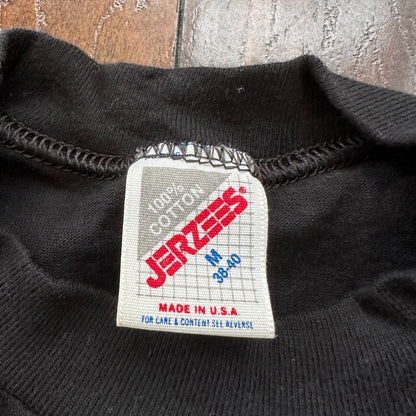 100%
COTTON
JERZEES®
M
38-40
MADE IN U.S.A.
FOR CARE & CONTENT SEE REVERSE